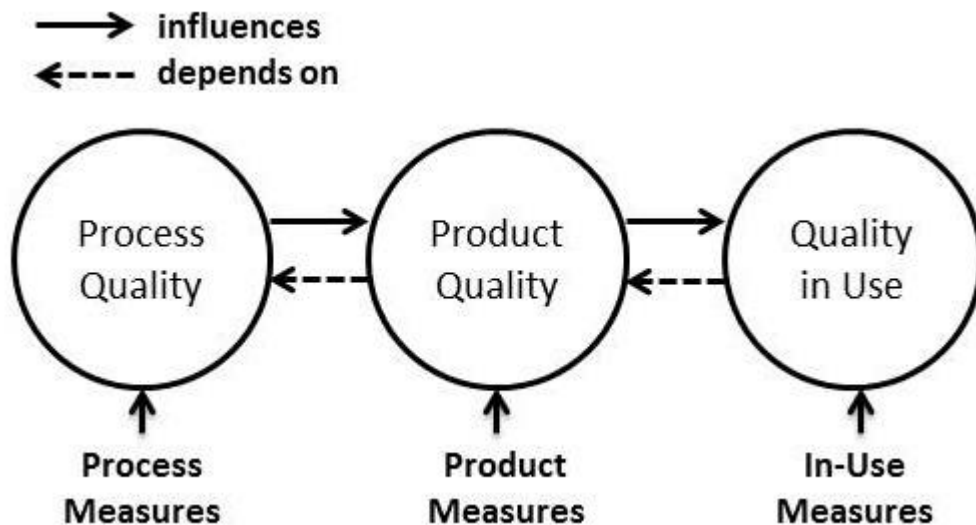 influences
depends on
Process
Quality
Product
Quality
Quality
in Use
Process
Measures
Product
Measures
In-Use
Measures